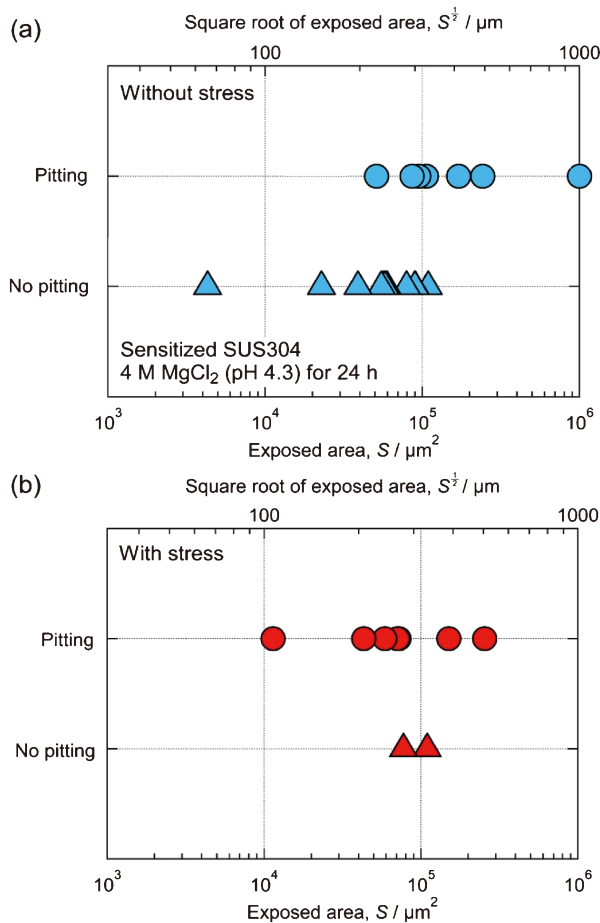 (a)
Square root of exposed area, S^{1/2} / μm
100 1000
Without stress
Pitting
No pitting
Sensitized SUS304
4 M MgCl₂ (pH 4.3) for 24 h
10³ 10⁴ 10⁵ 10⁶
Exposed area, S / μm²
(b)
Square root of exposed area, S^{1/2} / μm
100 1000
With stress
Pitting
No pitting
10³ 10⁴ 10⁵ 10⁶
Exposed area, S / μm²